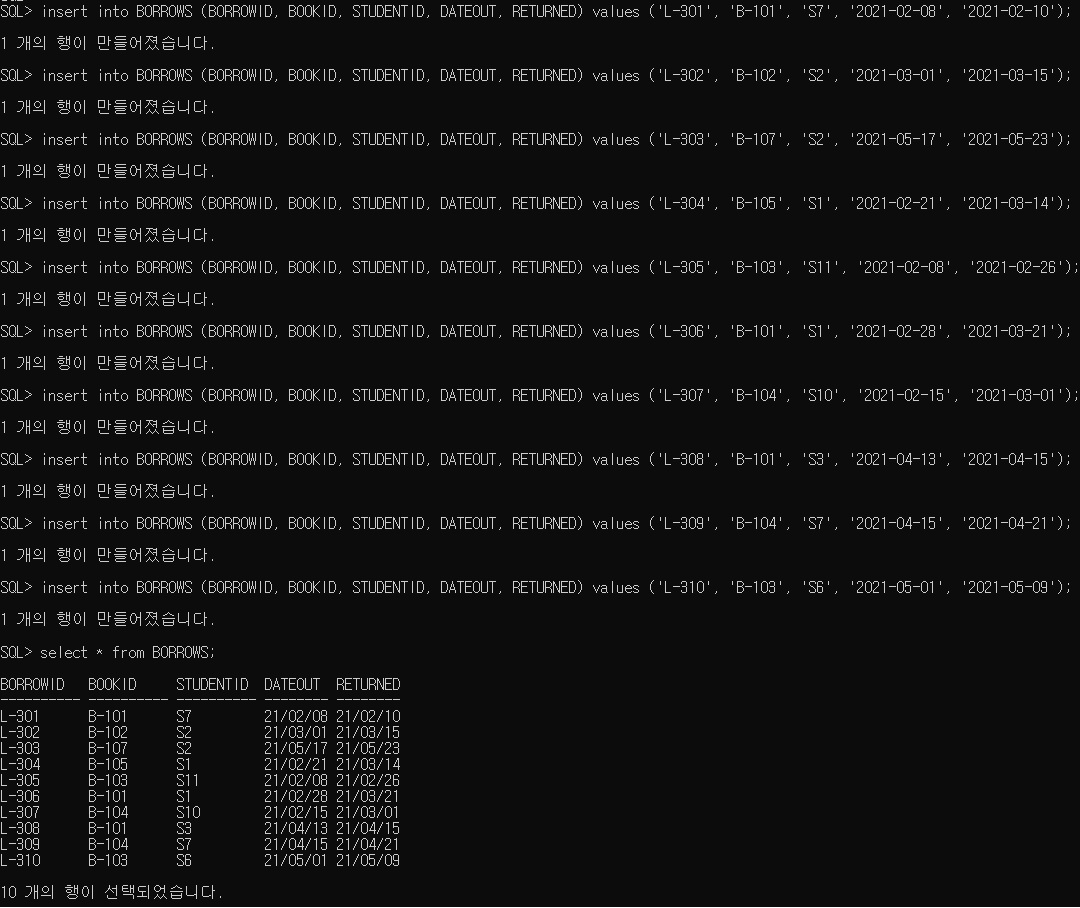 SQL> insert into BORROWS (BORROWID, BOOKID, STUDENTID, DATEOUT, RETURNED) values ('L-301', 'B-101', 'S7', '2021-02-08', '2021-02-10');
1 개의 행이 만들어졌습니다.
SQL> insert into BORROWS (BORROWID, BOOKID, STUDENTID, DATEOUT, RETURNED) values ('L-302', 'B-102', 'S2', '2021-03-01', '2021-03-15');
1 개의 행이 만들어졌습니다.
SQL> insert into BORROWS (BORROWID, BOOKID, STUDENTID, DATEOUT, RETURNED) values ('L-303', 'B-107', 'S2', '2021-05-17', '2021-05-23');
1 개의 행이 만들어졌습니다.
SQL> insert into BORROWS (BORROWID, BOOKID, STUDENTID, DATEOUT, RETURNED) values ('L-304', 'B-105', 'S1', '2021-02-21', '2021-03-14');
1 개의 행이 만들어졌습니다.
SQL> insert into BORROWS (BORROWID, BOOKID, STUDENTID, DATEOUT, RETURNED) values ('L-305', 'B-103', 'S11', '2021-02-08', '2021-02-26');
1 개의 행이 만들어졌습니다.
SQL> insert into BORROWS (BORROWID, BOOKID, STUDENTID, DATEOUT, RETURNED) values ('L-306', 'B-101', 'S1', '2021-02-28', '2021-03-21');
1 개의 행이 만들어졌습니다.
SQL> insert into BORROWS (BORROWID, BOOKID, STUDENTID, DATEOUT, RETURNED) values ('L-307', 'B-104', 'S10', '2021-02-15', '2021-03-01');
1 개의 행이 만들어졌습니다.
SQL> insert into BORROWS (BORROWID, BOOKID, STUDENTID, DATEOUT, RETURNED) values ('L-308', 'B-101', 'S3', '2021-04-13', '2021-04-15');
1 개의 행이 만들어졌습니다.
SQL> insert into BORROWS (BORROWID, BOOKID, STUDENTID, DATEOUT, RETURNED) values ('L-309', 'B-104', 'S7', '2021-04-15', '2021-04-21');
1 개의 행이 만들어졌습니다.
SQL> insert into BORROWS (BORROWID, BOOKID, STUDENTID, DATEOUT, RETURNED) values ('L-310', 'B-103', 'S6', '2021-05-01', '2021-05-09');
1 개의 행이 만들어졌습니다.
SQL> select * from BORROWS;
BORROWID   BOOKID     STUDENTID  DATEOUT  RETURNED
---------- ---------- ---------- -------- --------
L-301      B-101      S7         21/02/08 21/02/10
L-302      B-102      S2         21/03/01 21/03/15
L-303      B-107      S2         21/05/17 21/05/23
L-304      B-105      S1         21/02/21 21/03/14
L-305      B-103      S11        21/02/08 21/02/26
L-306      B-101      S1         21/02/28 21/03/21
L-307      B-104      S10        21/02/15 21/03/01
L-308      B-101      S3         21/04/13 21/04/15
L-309      B-104      S7         21/04/15 21/04/21
L-310      B-103      S6         21/05/01 21/05/09
10 개의 행이 선택되었습니다.